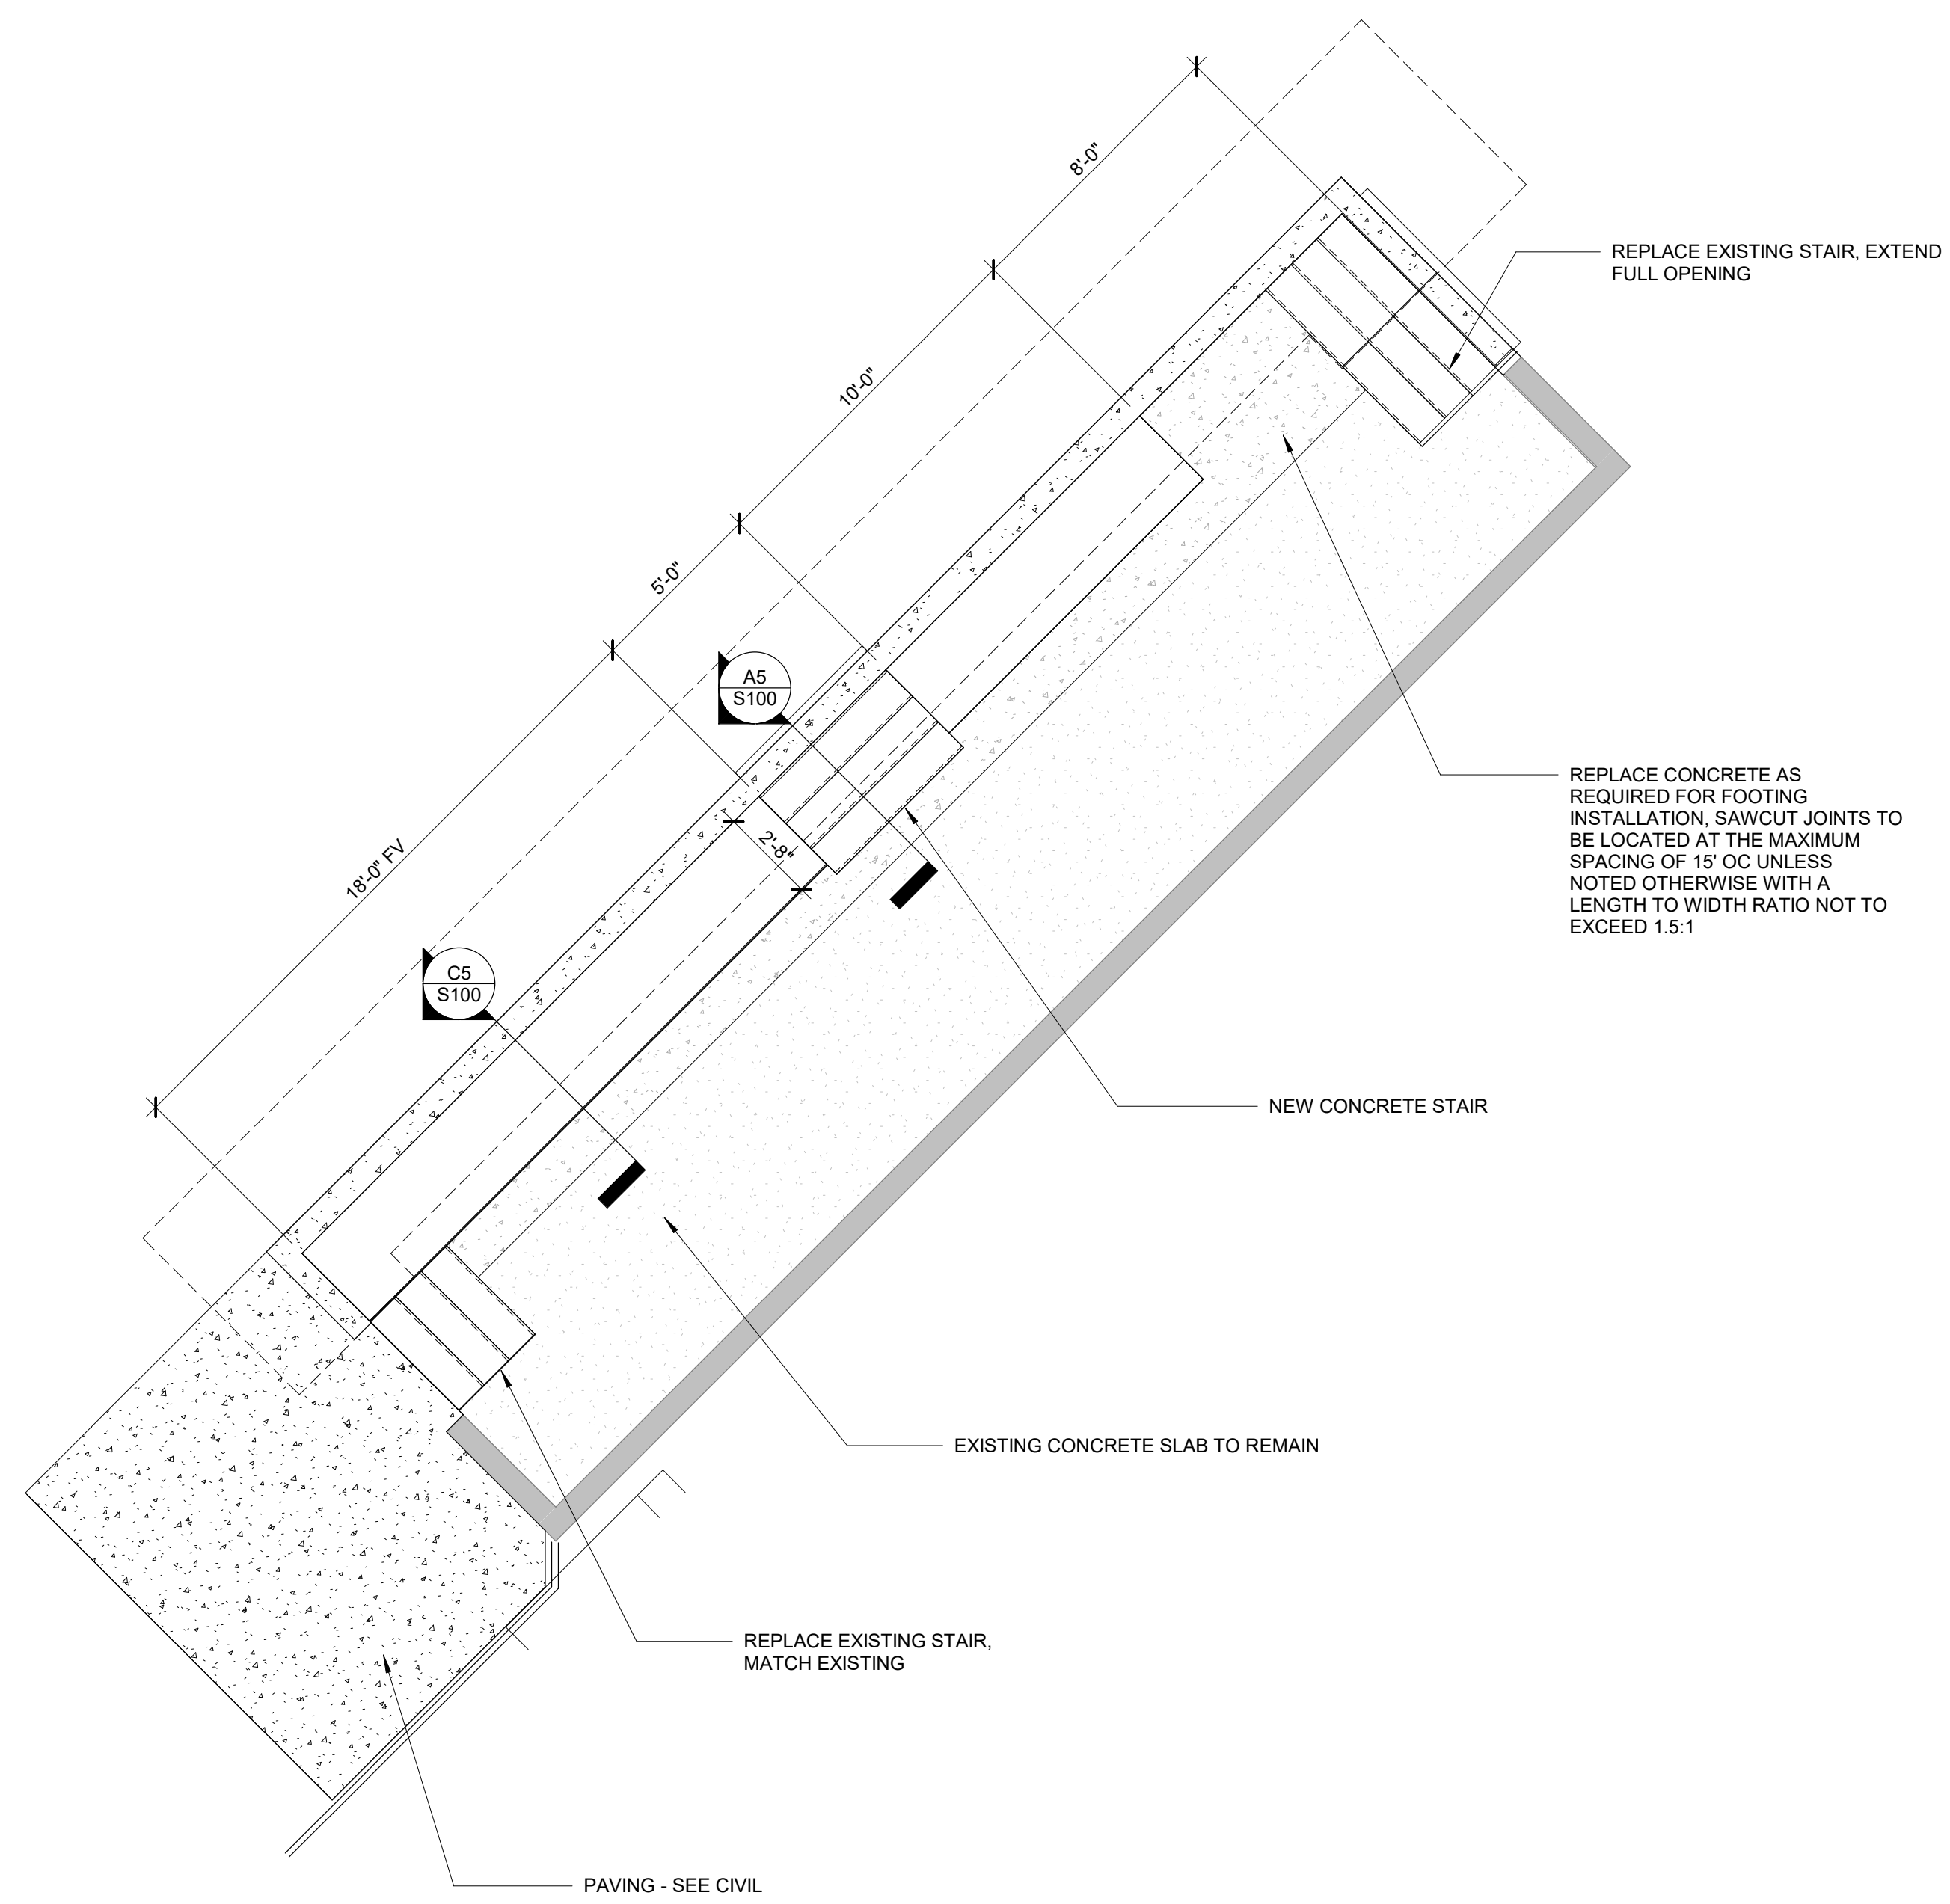 8'-0"
REPLACE EXISTING STAIR, EXTEND
FULL OPENING
10'-0"
5'-0"
A5
S100
REPLACE CONCRETE AS
REQUIRED FOR FOOTING
INSTALLATION, SAWCUT JOINTS TO
BE LOCATED AT THE MAXIMUM
SPACING OF 15' OC UNLESS
NOTED OTHERWISE WITH A
LENGTH TO WIDTH RATIO NOT TO
EXCEED 1.5:1
2'-8"
18'-0" FV
C5
S100
NEW CONCRETE STAIR
EXISTING CONCRETE SLAB TO REMAIN
REPLACE EXISTING STAIR,
MATCH EXISTING
PAVING - SEE CIVIL